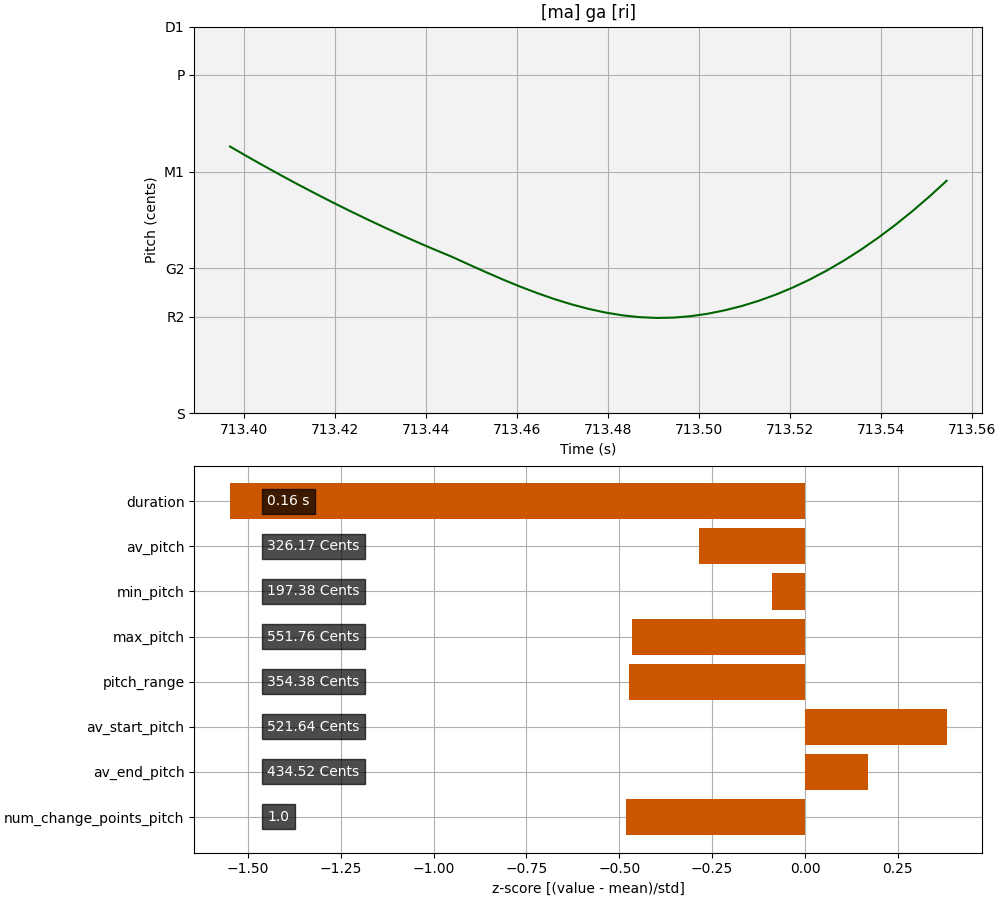 [ma] ga [ri]
D1
P
M1
G2
R2
S
Pitch (cents)
713.40 713.42 713.44 713.46 713.48 713.50 713.52 713.54 713.56
Time (s)
duration 0.16 s
av_pitch 326.17 Cents
min_pitch 197.38 Cents
max_pitch 551.76 Cents
pitch_range 354.38 Cents
av_start_pitch 521.64 Cents
av_end_pitch 434.52 Cents
num_change_points_pitch 1.0
−1.50 −1.25 −1.00 −0.75 −0.50 −0.25 0.00 0.25
z-score [(value - mean)/std]